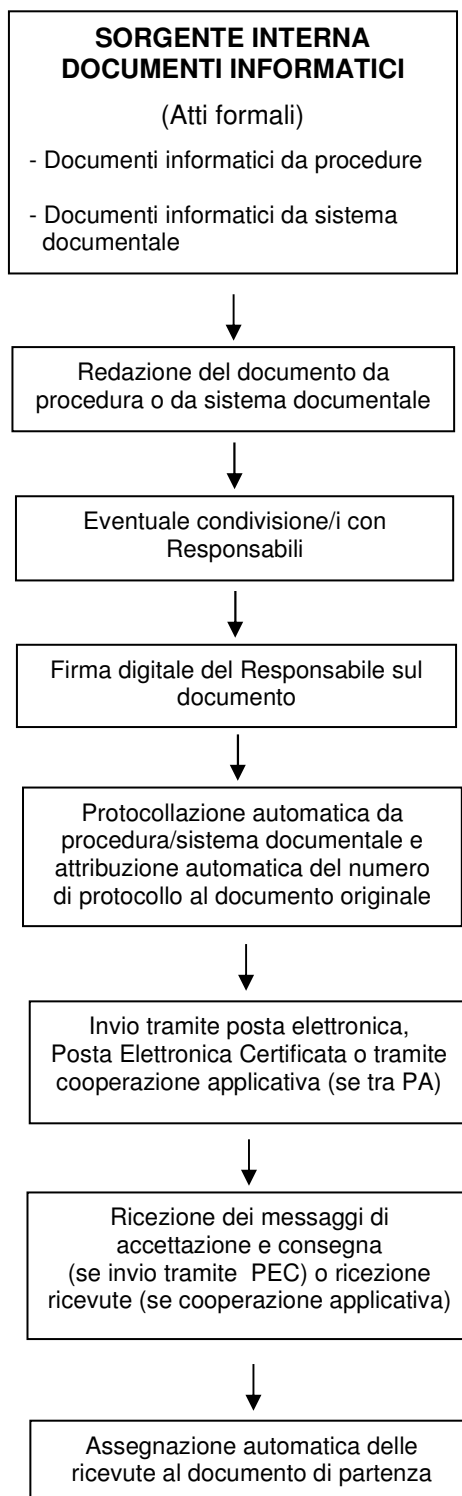 SORGENTE INTERNA
DOCUMENTI INFORMATICI
(Atti formali)
- Documenti informatici da procedure
- Documenti informatici da sistema
documentale
Redazione del documento da
procedura o da sistema documentale
Eventuale condivisione/i con
Responsabili
Firma digitale del Responsabile sul
documento
Protocollazione automatica da
procedura/sistema documentale e
attribuzione automatica del numero
di protocollo al documento originale
Invio tramite posta elettronica,
Posta Elettronica Certificata o tramite
cooperazione applicativa (se tra PA)
Ricezione dei messaggi di
accettazione e consegna
(se invio tramite PEC) o ricezione
ricevute (se cooperazione applicativa)
Assegnazione automatica delle
ricevute al documento di partenza